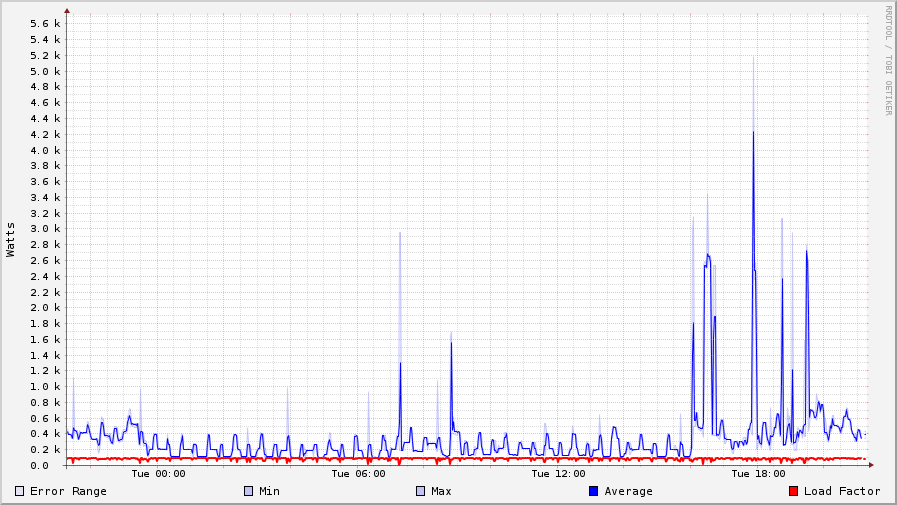 RRDTOOL / TOBI OETIKER
Watts
5.6 k
5.4 k
5.2 k
5.0 k
4.8 k
4.6 k
4.4 k
4.2 k
4.0 k
3.8 k
3.6 k
3.4 k
3.2 k
3.0 k
2.8 k
2.6 k
2.4 k
2.2 k
2.0 k
1.8 k
1.6 k
1.4 k
1.2 k
1.0 k
0.8 k
0.6 k
0.4 k
0.2 k
0.0
Tue 00:00 Tue 06:00 Tue 12:00 Tue 18:00
Error Range Min Max Average Load Factor